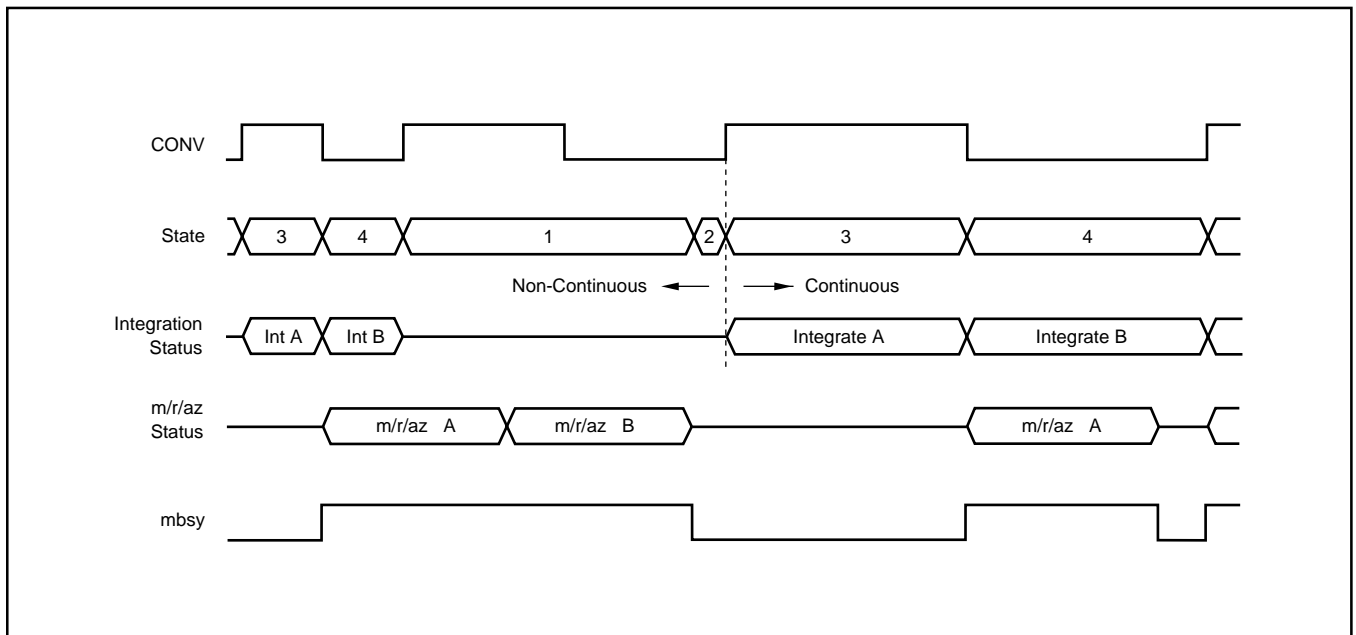 CONV
State
3
4
1
2
3
4
Non-Continuous
Continuous
Integration
Status
Int A
Int B
Integrate A
Integrate B
m/r/az
Status
m/r/az A
m/r/az B
m/r/az A
mbsy